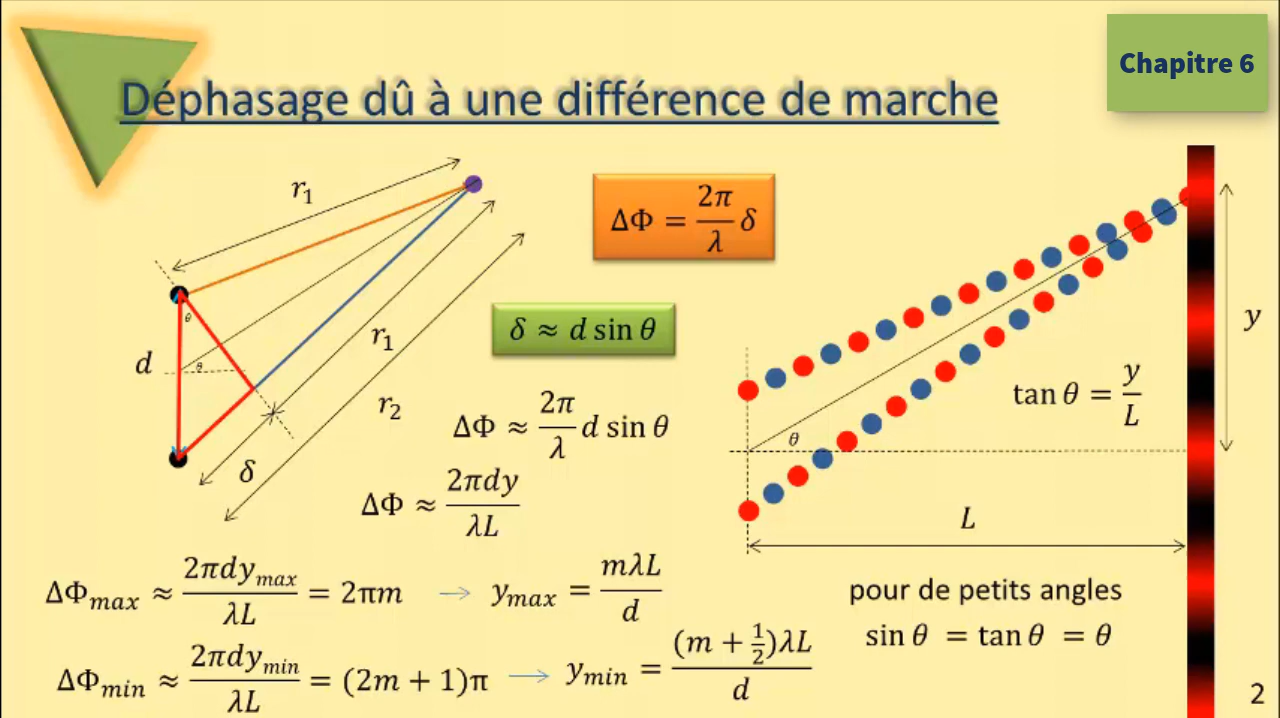 Chapitre 6
Déphasage dû à une différence de marche
r₁
ΔΦ = 2π/λ δ
δ ≈ d sin θ
θ
θ
d
r₁
r₂
δ
ΔΦ ≈ 2π/λ d sin θ
ΔΦ ≈ 2πdy/λL
y
tan θ = y/L
θ
L
ΔΦ_max ≈ 2πdy_max/λL = 2πm → y_max = mλL/d
ΔΦ_min ≈ 2πdy_min/λL = (2m + 1)π → y_min = (m + ½)λL/d
pour de petits angles
sin θ = tan θ = θ
2